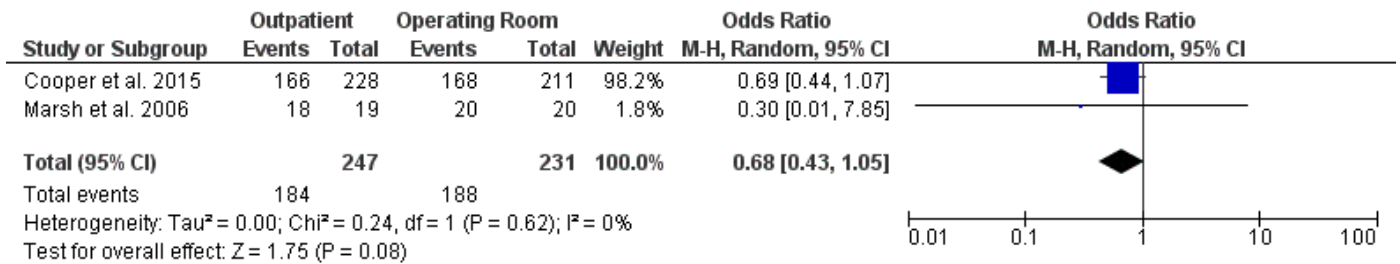 Outpatient Operating Room Odds Ratio Odds Ratio
Study or Subgroup Events Total Events Total Weight M-H, Random, 95% CI M-H, Random, 95% CI
Cooper et al. 2015 166 228 168 211 98.2% 0.69 [0.44, 1.07]
Marsh et al. 2006 18 19 20 20 1.8% 0.30 [0.01, 7.85]
Total (95% CI) 247 231 100.0% 0.68 [0.43, 1.05]
Total events 184 188
Heterogeneity: Tau² = 0.00; Chi² = 0.24, df = 1 (P = 0.62); I² = 0%
Test for overall effect: Z = 1.75 (P = 0.08)
0.01 0.1 1 10 100